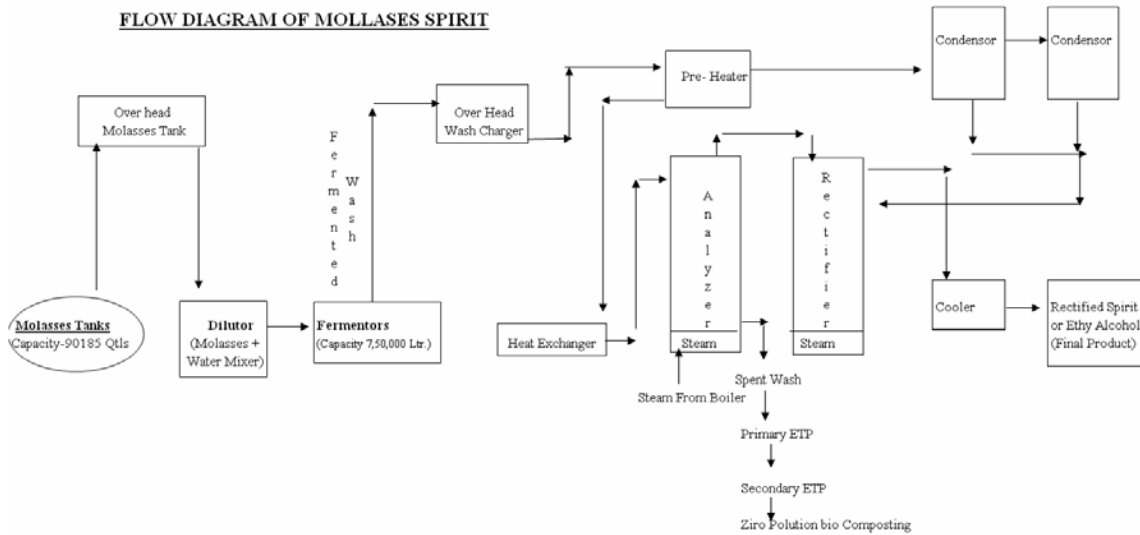 FLOW DIAGRAM OF MOLLASES SPIRIT
Over head
Molasses Tank
Fermented
Wash
Over Head
Wash Charger
Pre- Heater
Condensor
Condensor
Analyzer
Rectifier
Molasses Tanks
Capacity-90185 Qtls
Dilutor
(Molasses +
Water Mixer)
Fermentors
(Capacity 7,50,000 Ltr.)
Heat Exchanger
Steam
Steam
Cooler
Rectified Spirit
or Ethy Alcohol
(Final Product)
Steam From Boiler
Spent Wash
Primary ETP
Secondary ETP
Ziro Polution bio Composting